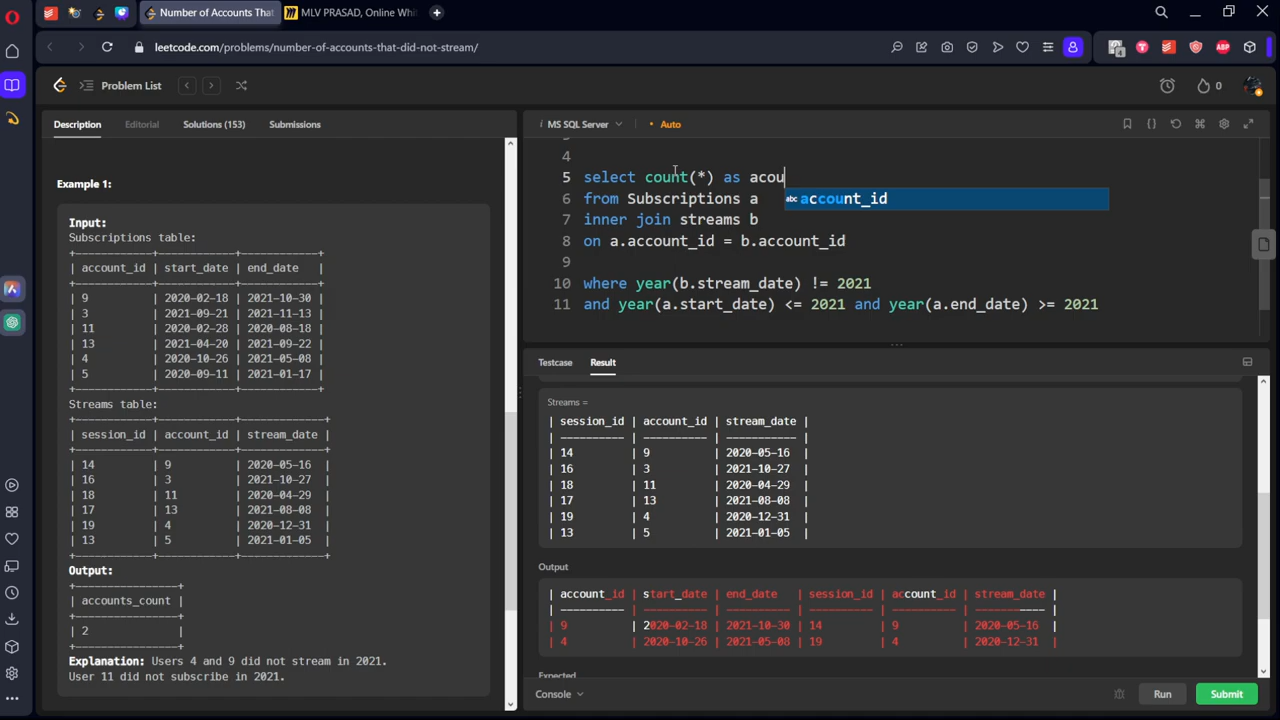 Number of Accounts That
MLV PRASAD, Online Whit
leetcode.com/problems/number-of-accounts-that-did-not-stream/
4
ABP
Problem List
0
Description
Editorial
Solutions (153)
Submissions
Example 1:
Input:
Subscriptions table:
+------------+------------+------------+
| account_id | start_date | end_date   |
+------------+------------+------------+
| 9          | 2020-02-18 | 2021-10-30 |
| 3          | 2021-09-21 | 2021-11-13 |
| 11         | 2020-02-28 | 2020-08-18 |
| 13         | 2021-04-20 | 2021-09-22 |
| 4          | 2020-10-26 | 2021-05-08 |
| 5          | 2020-09-11 | 2021-01-17 |
+------------+------------+------------+
Streams table:
+------------+------------+-------------+
| session_id | account_id | stream_date |
+------------+------------+-------------+
| 14         | 9          | 2020-05-16  |
| 16         | 3          | 2021-10-27  |
| 18         | 11         | 2020-04-29  |
| 17         | 13         | 2021-08-08  |
| 19         | 4          | 2020-12-31  |
| 13         | 5          | 2021-01-05  |
+------------+------------+-------------+
Output:
+----------------+
| accounts_count |
+----------------+
| 2              |
+----------------+
Explanation: Users 4 and 9 did not stream in 2021.
User 11 did not subscribe in 2021.
i MS SQL Server
• Auto
4
5 select count(*) as acou
abc account_id
6 from Subscriptions a
7 inner join streams b
8 on a.account_id = b.account_id
9
10 where year(b.stream_date) != 2021
11 and year(a.start_date) <= 2021 and year(a.end_date) >= 2021
Testcase
Result
Streams =
| session_id | account_id | stream_date |
| ---------- | ---------- | ----------- |
| 14         | 9          | 2020-05-16  |
| 16         | 3          | 2021-10-27  |
| 18         | 11         | 2020-04-29  |
| 17         | 13         | 2021-08-08  |
| 19         | 4          | 2020-12-31  |
| 13         | 5          | 2021-01-05  |
Output
| account_id | start_date | end_date   | session_id | account_id | stream_date |
| ---------- | ---------- | ---------- | ---------- | ---------- | ----------- |
| 9          | 2020-02-18 | 2021-10-30 | 14         | 9          | 2020-05-16  |
| 4          | 2020-10-26 | 2021-05-08 | 19         | 4          | 2020-12-31  |
Expected
Console
Run
Submit